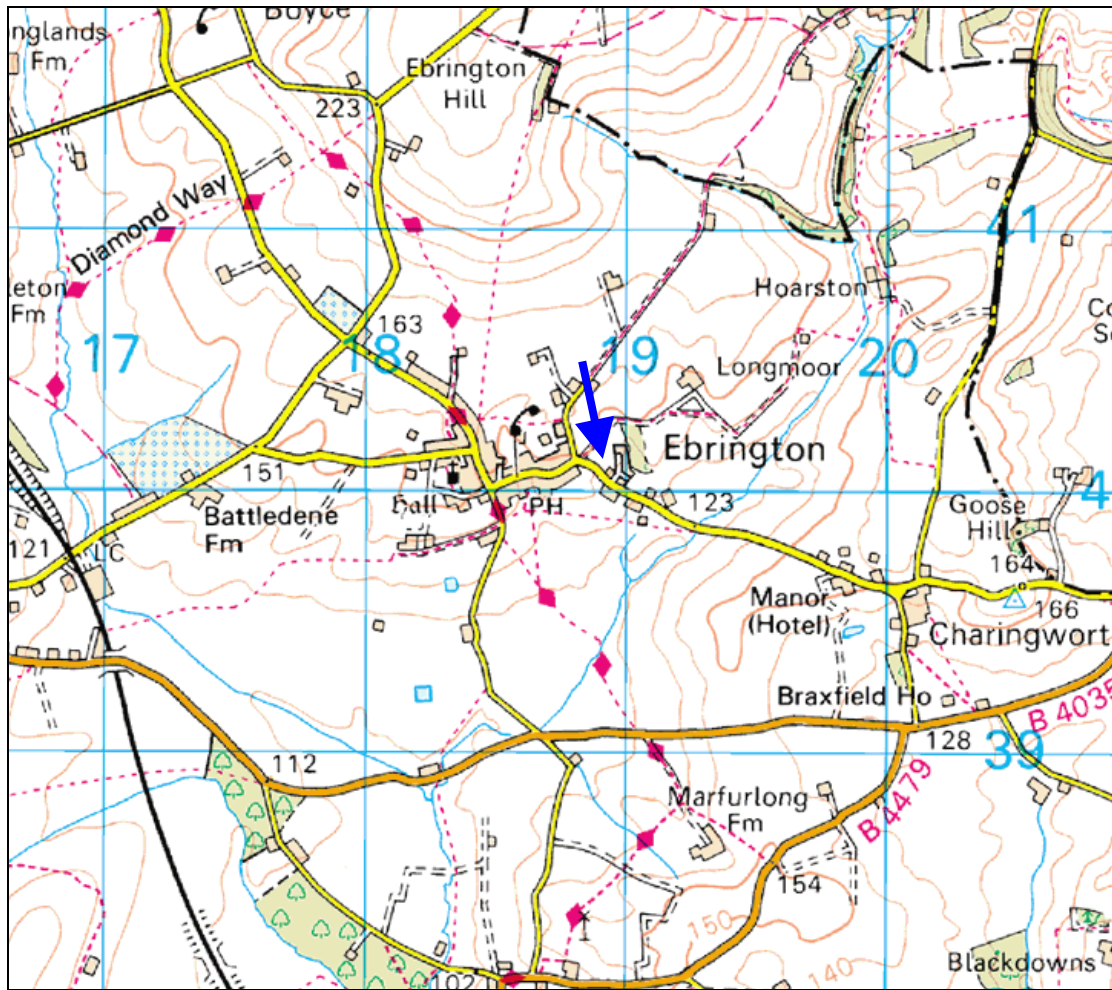 Boyce
nglands
Fm
Ebrington
Hill
223
Diamond Way
41
leton
Fm
Hoarston
163
17
18
19
20
Longmoor
Ebrington
151
Hall
PH
123
4
Battledene
Fm
Goose
Hill
121
LC
164
Manor
(Hotel)
166
Charingwort
Braxfield Ho
B 4035
128
39
112
B 4479
Marfurlong
Fm
154
150
140
102
Blackdowns